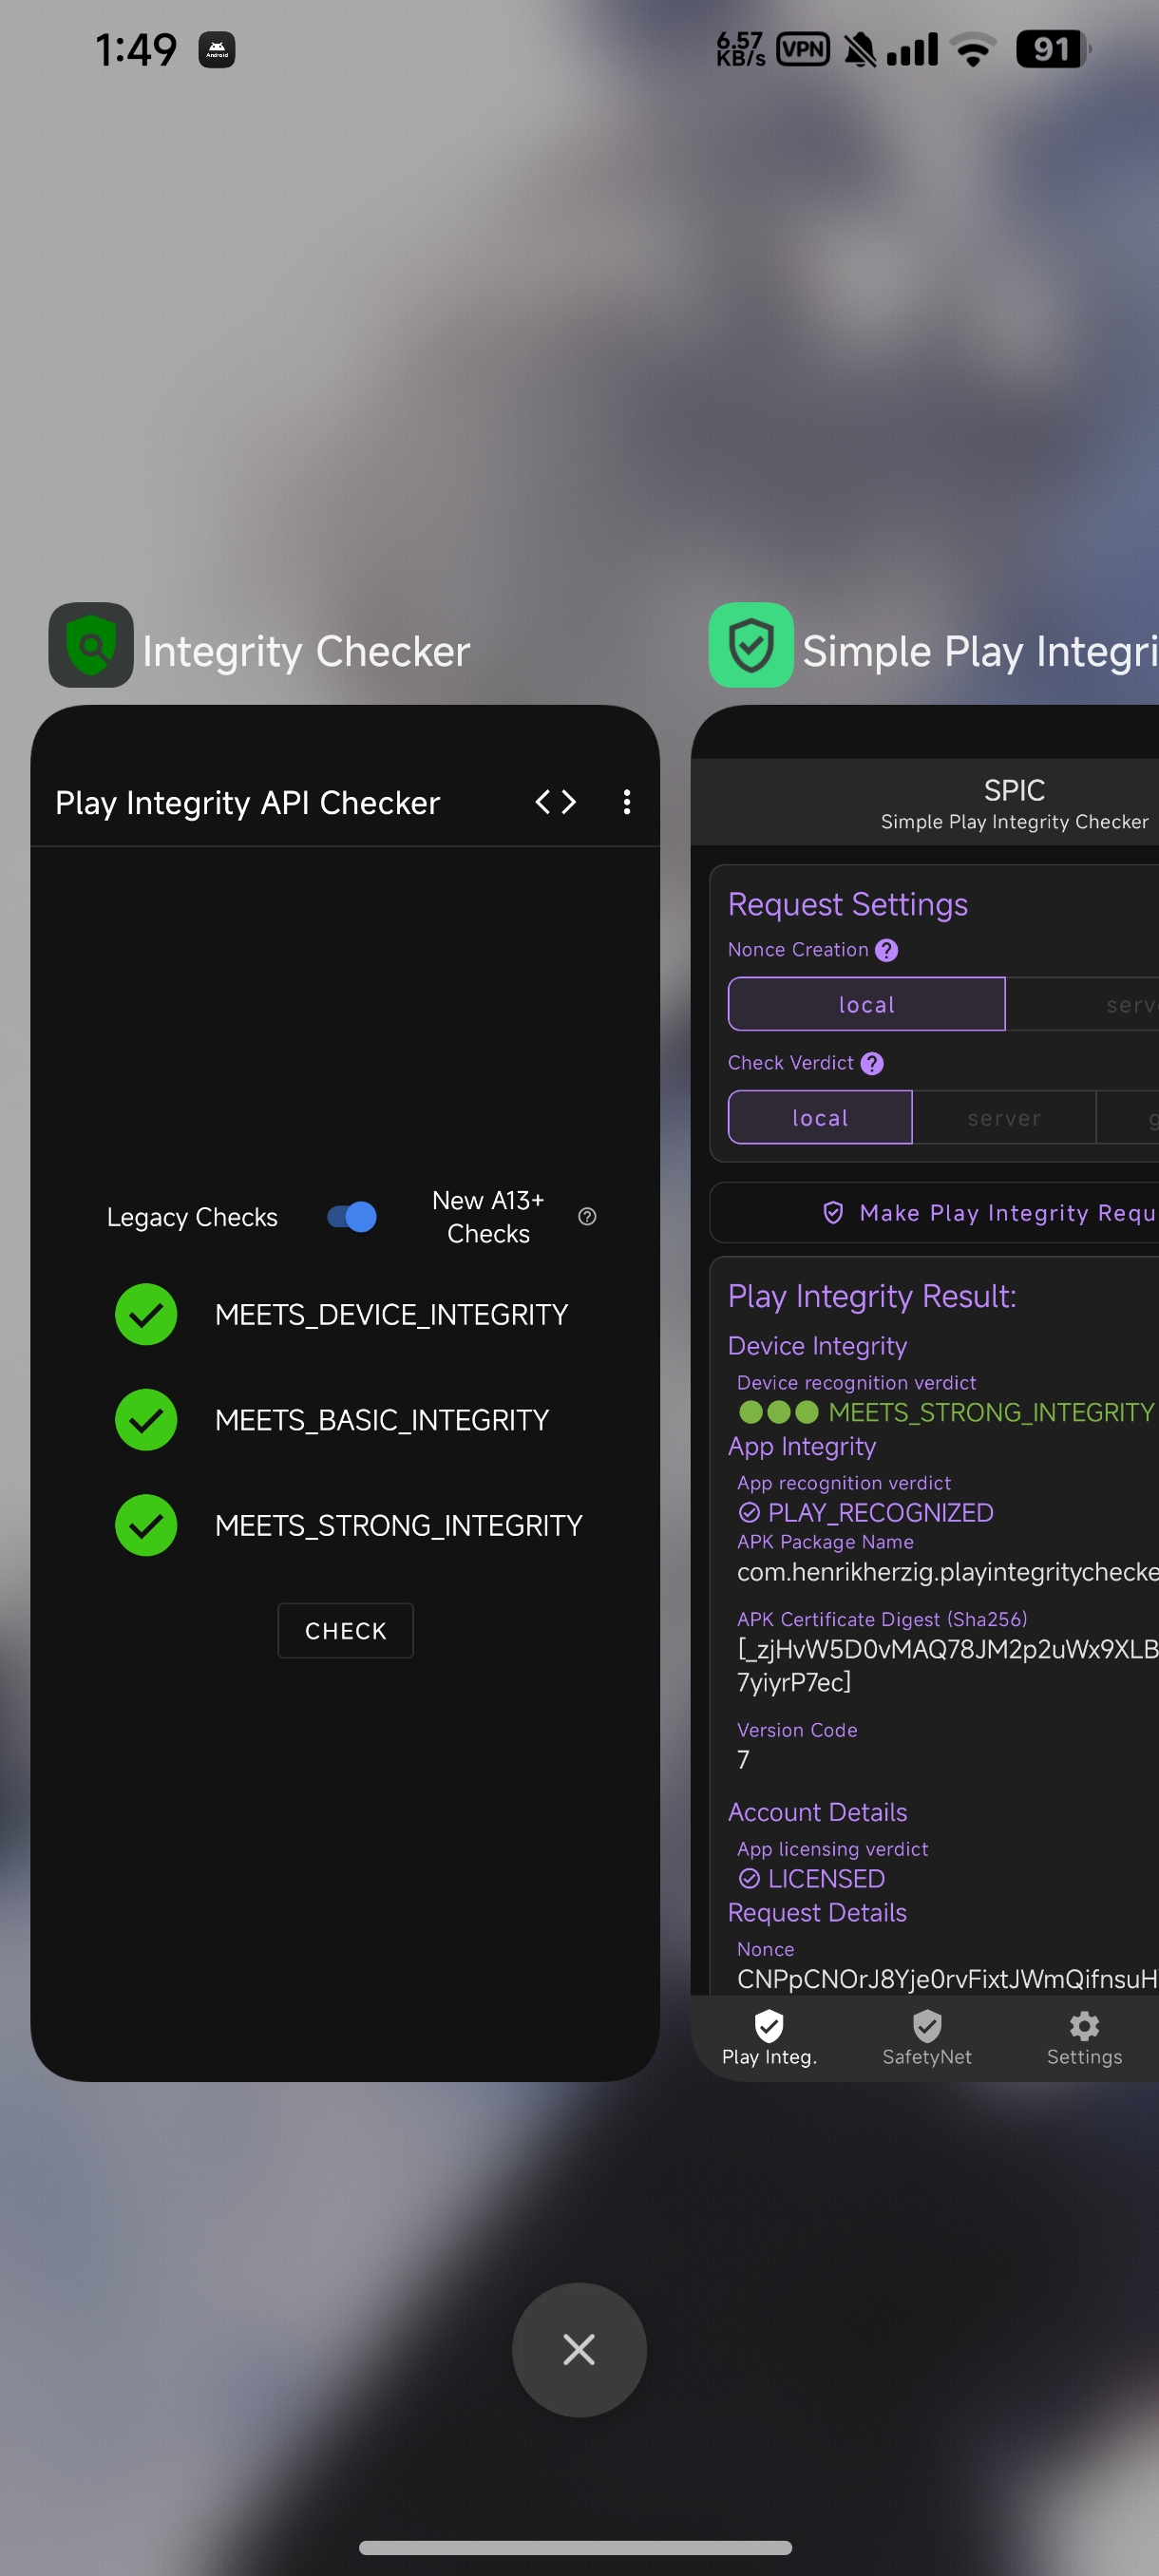 1:49
Android
6.57
KB/s
VPN
91
Integrity Checker
Play Integrity API Checker
Legacy Checks
New A13+
Checks
MEETS_DEVICE_INTEGRITY
MEETS_BASIC_INTEGRITY
MEETS_STRONG_INTEGRITY
CHECK
Simple Play Integri
SPIC
Simple Play Integrity Checker
Request Settings
Nonce Creation
local
serv
Check Verdict
local
server
g
Make Play Integrity Requ
Play Integrity Result:
Device Integrity
Device recognition verdict
MEETS_STRONG_INTEGRITY
App Integrity
App recognition verdict
PLAY_RECOGNIZED
APK Package Name
com.henrikherzig.playintegritychecke
APK Certificate Digest (Sha256)
[_zjHvW5D0vMAQ78JM2p2uWx9XLB
7yiyrP7ec]
Version Code
7
Account Details
App licensing verdict
LICENSED
Request Details
Nonce
CNPpCNOrJ8Yje0rvFixtJWmQifnsuH
Play Integ.
SafetyNet
Settings